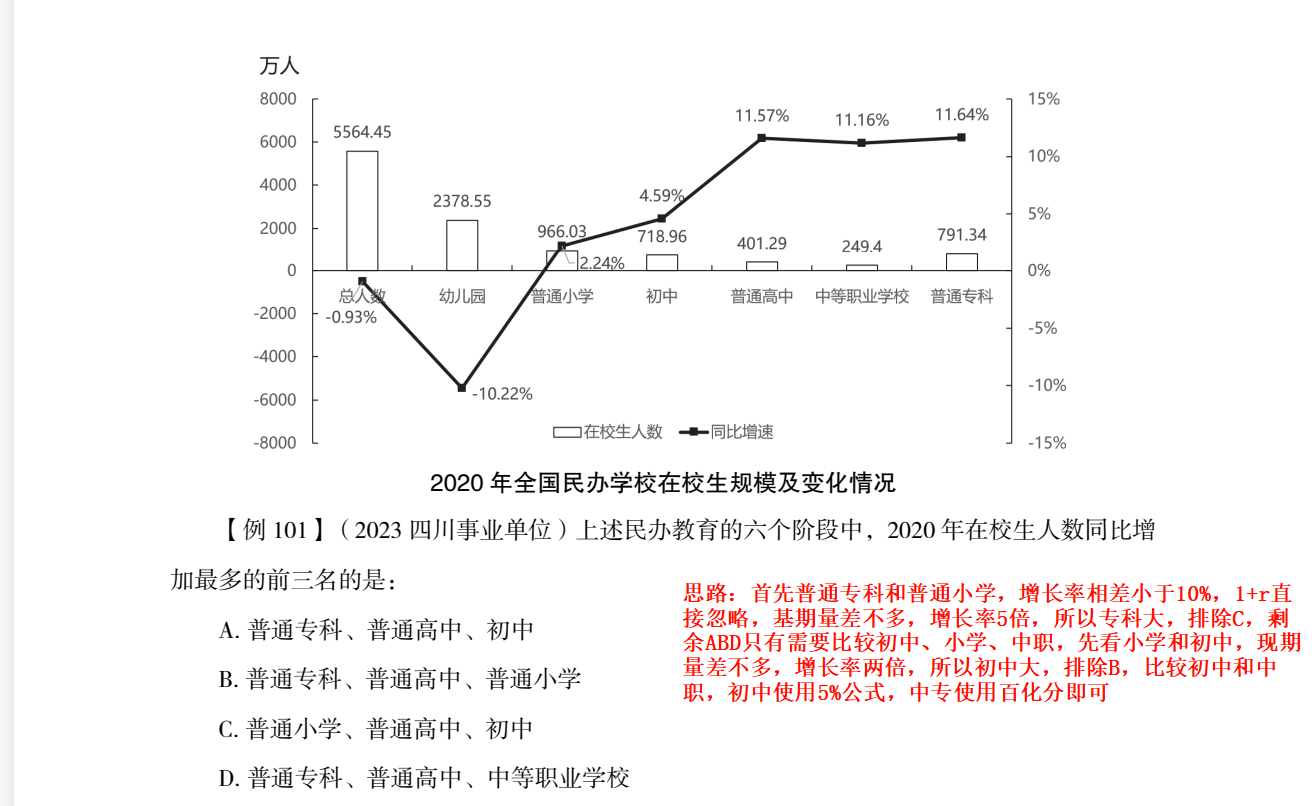 万人
8000
6000
4000
2000
0
-2000
-4000
-6000
-8000
15%
10%
5%
0%
-5%
-10%
-15%
5564.45
2378.55
966.03
718.96
401.29
249.4
791.34
-0.93%
-10.22%
2.24%
4.59%
11.57%
11.16%
11.64%
总人数 幼儿园 普通小学 初中 普通高中 中等职业学校 普通专科
在校生人数 同比增速
2020 年全国民办学校在校生规模及变化情况
【例 101】（2023 四川事业单位）上述民办教育的六个阶段中，2020 年在校生人数同比增
加最多的前三名的是：
A. 普通专科、普通高中、初中
B. 普通专科、普通高中、普通小学
C. 普通小学、普通高中、初中
D. 普通专科、普通高中、中等职业学校
思路：首先普通专科和普通小学，增长率相差小于10%，1+r直
接忽略，基期量差不多，增长率5倍，所以专科大，排除C，剩
余ABD只有需要比较初中、小学、中职，先看小学和初中，现期
量差不多，增长率两倍，所以初中大，排除B，比较初中和中
职，初中使用5%公式，中专使用百化分即可